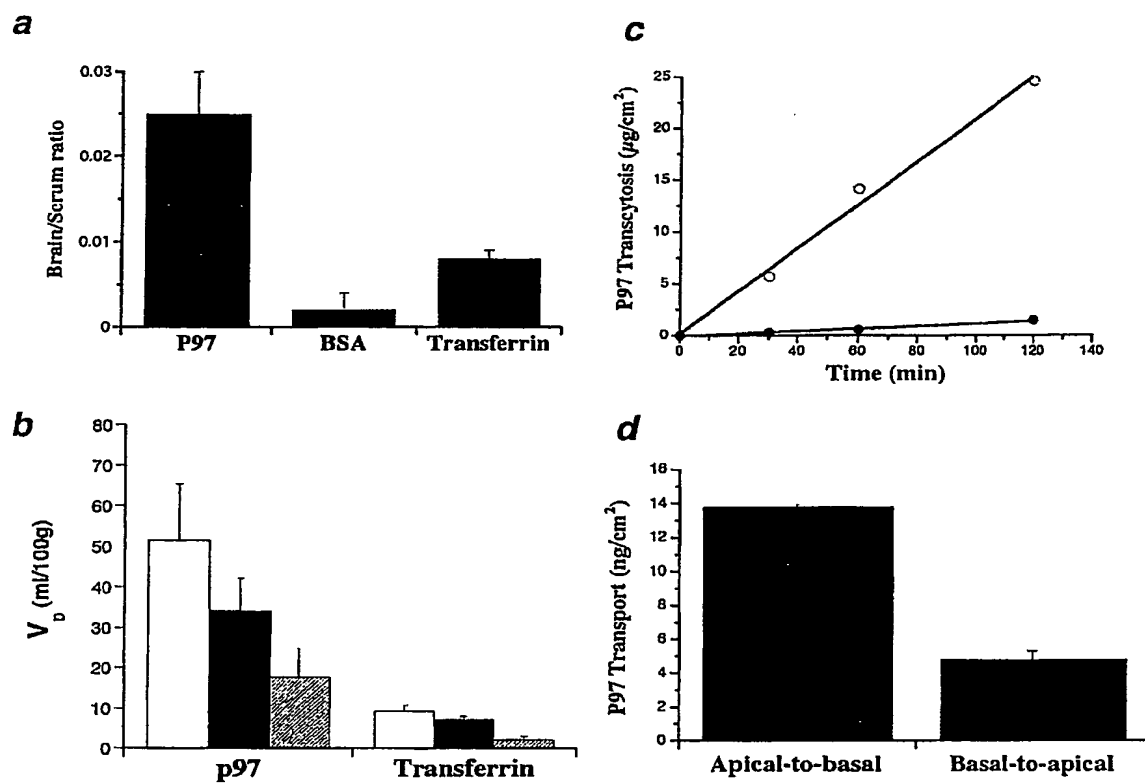 a
Brain/Serum ratio
0.03
0.02
0.01
0
P97 BSA Transferrin
b
V D (ml/100g)
80
70
60
50
40
30
20
10
0
p97 Transferrin
c
P97 Transcytosis (µg/cm²)
25
20
15
10
5
0
0 20 40 60 80 100 120 140
Time (min)
d
P97 Transport (ng/cm²)
16
14
12
10
8
6
4
2
0
Apical-to-basal Basal-to-apical